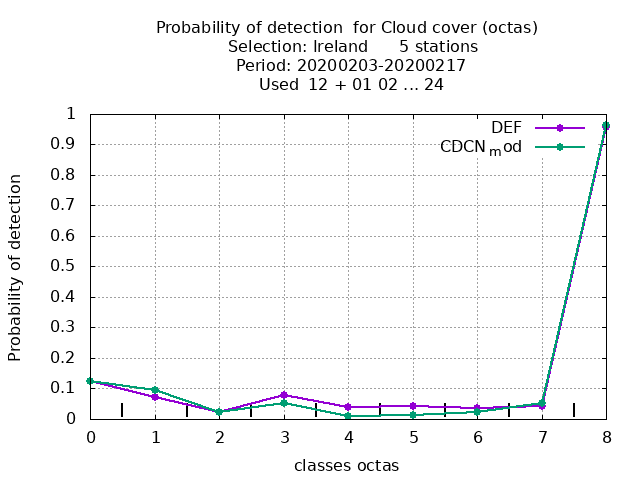 Probability of detection  for Cloud cover (octas)
Selection: Ireland      5 stations
Period: 20200203-20200217
Used  12 + 01 02 ... 24
DEF
CDCN_mod
1
0.9
0.8
0.7
0.6
0.5
0.4
0.3
0.2
0.1
0
Probability of detection
0 1 2 3 4 5 6 7 8
classes octas